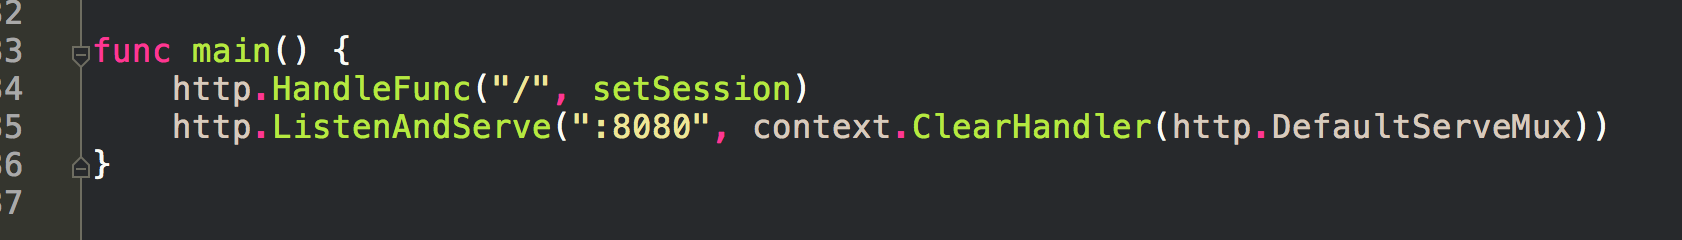 32
33 func main() {
34 http.HandleFunc("/", setSession)
35 http.ListenAndServe(":8080", context.ClearHandler(http.DefaultServeMux))
36 }
37